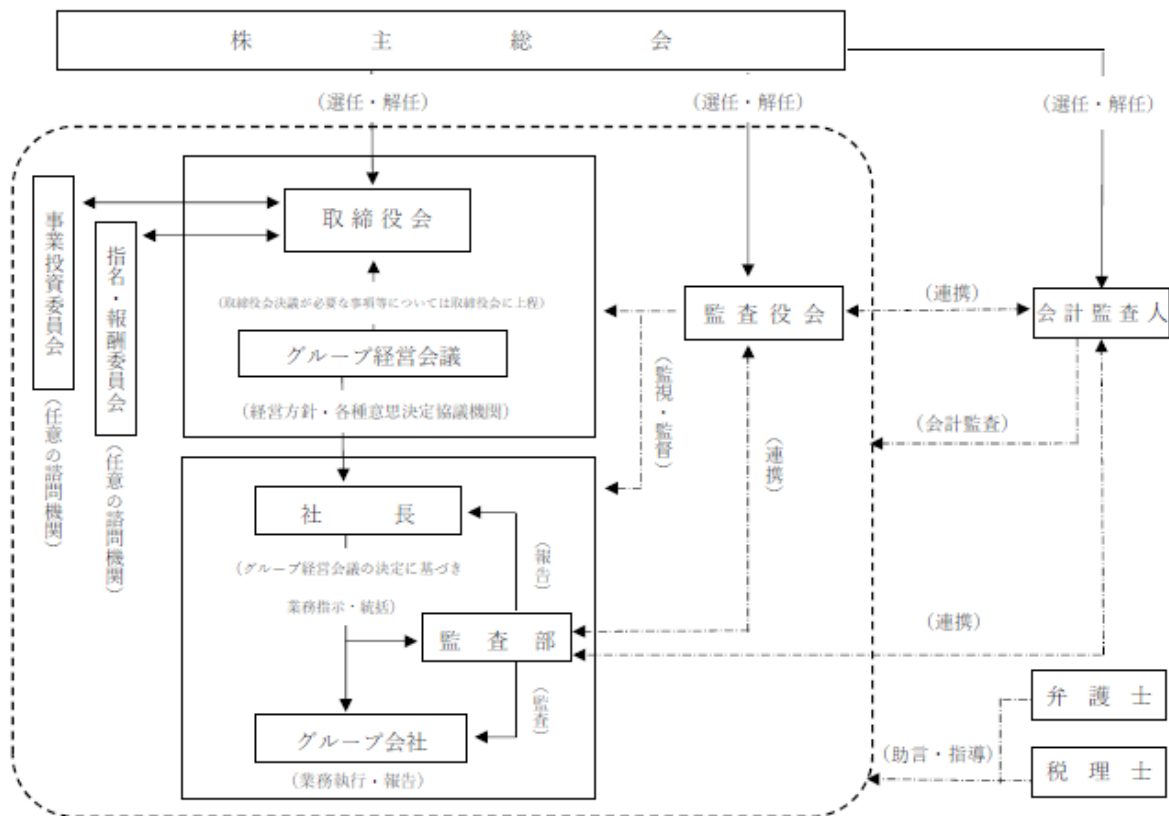 株主総会
(選任・解任)
(選任・解任)
(選任・解任)
取締役会
事業投資委員会
(任意の諮問機関)
指名・報酬委員会
(任意の諮問機関)
(取締役会決議が必要な事項等については取締役会に上程)
グループ経営会議
(経営方針・各種意思決定協議機関)
監査役会
(連携)
会計監査人
(監視・監督)
(連携)
(会計監査)
社長
(グループ経営会議の決定に基づき
業務指示・統括)
(報告)
監査部
(連携)
(監査)
グループ会社
(業務執行・報告)
弁護士
(助言・指導)
税理士